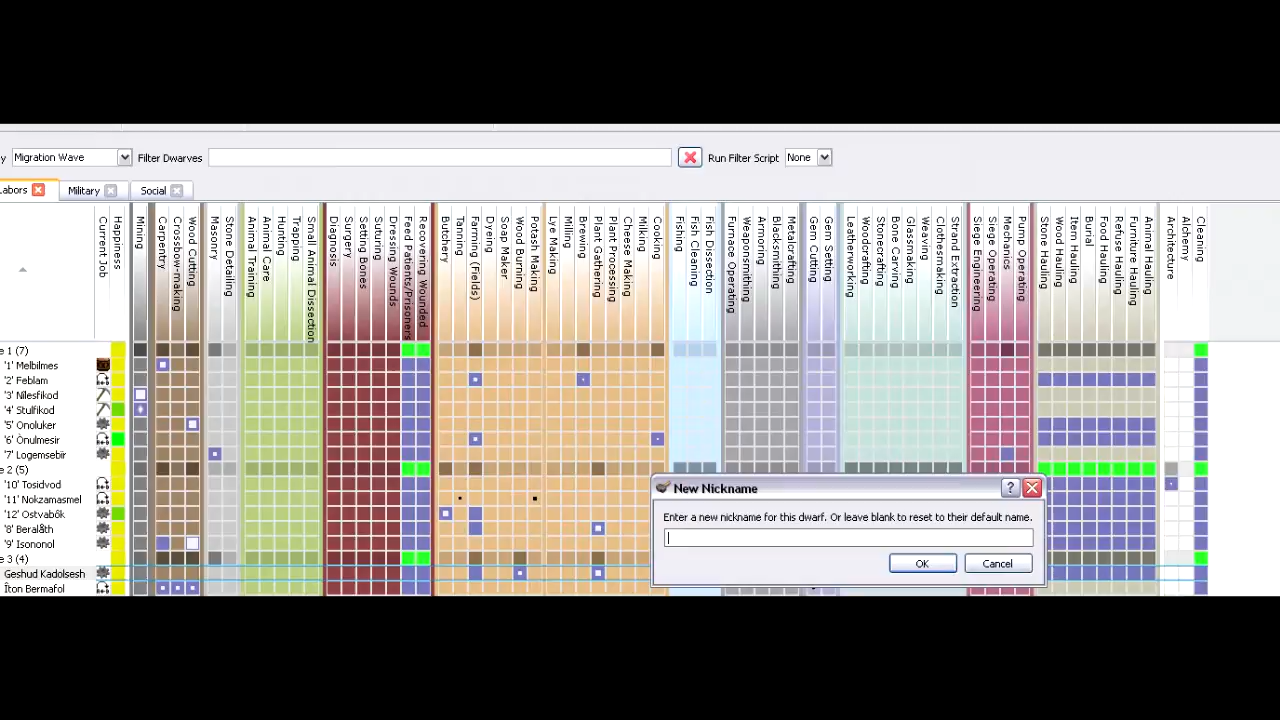 y Migration Wave Filter Dwarves Run Filter Script None
Labors Military Social
Current Job
Happiness
Mining
Carpentry
Crossbow-making
Wood Cutting
Masonry
Stone Detailing
Animal Training
Animal Care
Hunting
Trapping
Small Animal Dissection
Diagnosis
Surgery
Setting Bones
Suturing
Dressing Wounds
Feed Patients/Prisoners
Recovering Wounded
Butchery
Tanning
Farming (Fields)
Dyeing
Soap Maker
Wood Burning
Potash Making
Lye Making
Milling
Brewing
Plant Gathering
Plant Processing
Cheese Making
Milking
Cooking
Fishing
Fish Cleaning
Fish Dissection
Furnace Operating
Weaponsmithing
Armoring
Blacksmithing
Metalcrafting
Gem Cutting
Gem Setting
Leatherworking
Woodcrafting
Stonecrafting
Bone Carving
Glassmaking
Weaving
Clothesmaking
Strand Extraction
Siege Engineering
Siege Operating
Mechanics
Pump Operating
Stone Hauling
Wood Hauling
Item Hauling
Burial
Food Hauling
Refuse Hauling
Furniture Hauling
Animal Hauling
Architecture
Alchemy
Cleaning
e 1 (7)
'1' Melbilmes
'2' Feblam
'3' Nilesfikod
'4' Stulfikod
'5' Onoluker
'6' Önulmesir
'7' Logemsebir
e 2 (5)
'10' Tosidvod
'11' Nokzamasmel
'12' Ostvabôk
'8' Beralåth
'9' Isononol
e 3 (4)
Geshud Kadolsesh
Îton Bermafol
New Nickname
Enter a new nickname for this dwarf. Or leave blank to reset to their default name.
OK Cancel